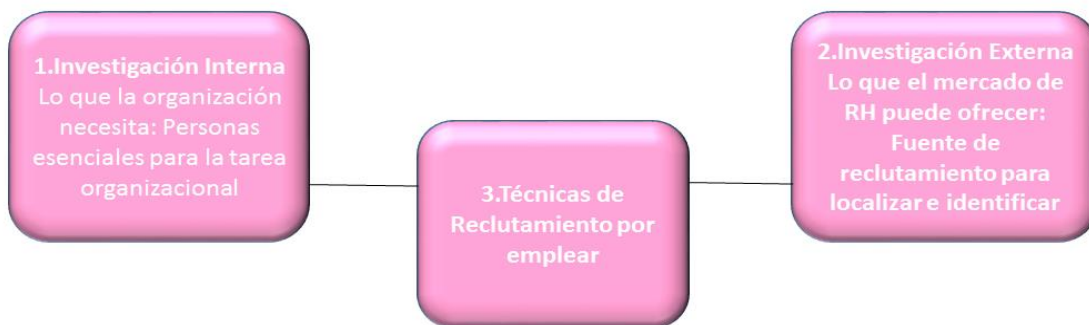 1.Investigación Interna
Lo que la organización
necesita: Personas
esenciales para la tarea
organizacional
2.Investigación Externa
Lo que el mercado de
RH puede ofrecer:
Fuente de
reclutamiento para
localizar e identificar
3.Técnicas de
Reclutamiento por
emplear